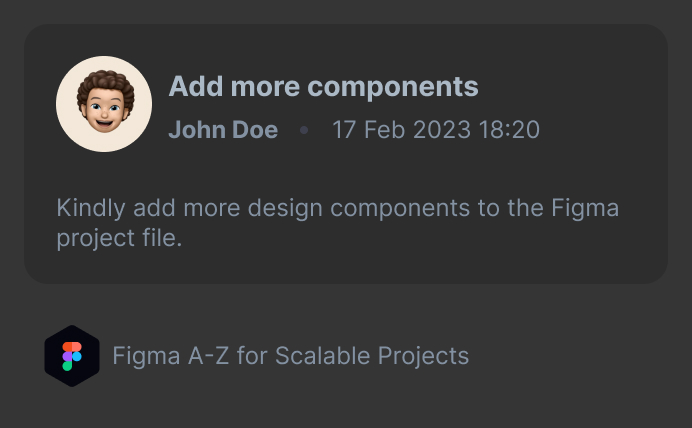 Add more components
John Doe • 17 Feb 2023 18:20
Kindly add more design components to the Figma
project file.
Figma A-Z for Scalable Projects